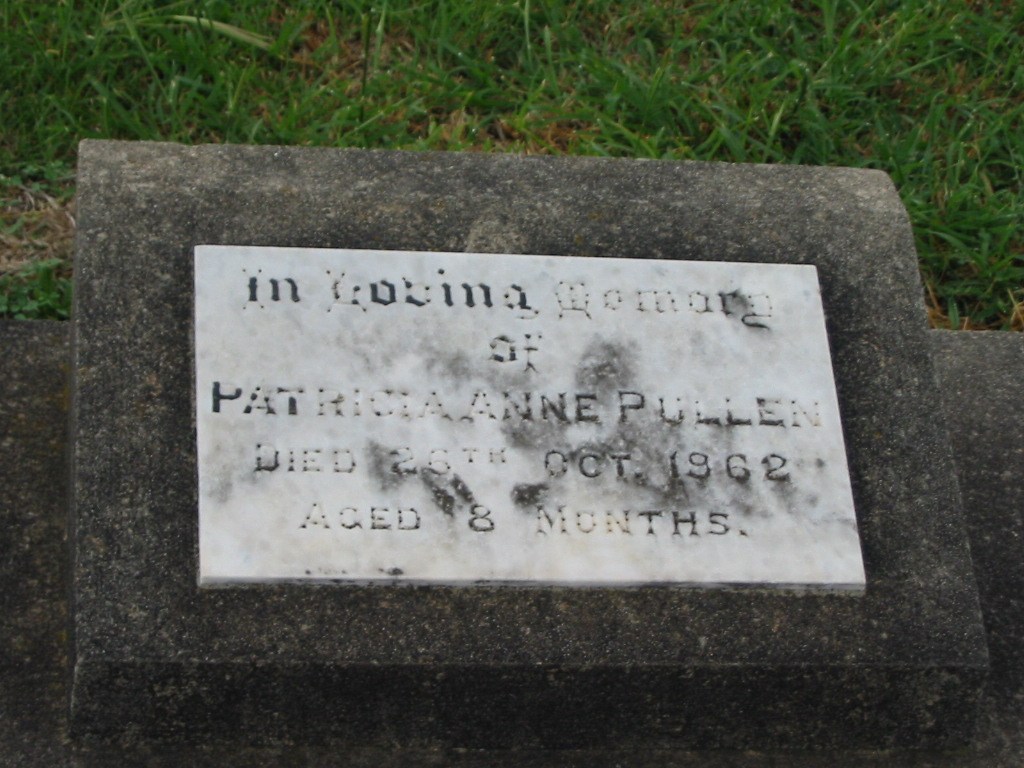 In Loving Memory
of
PATRICIA ANNE PULLEN
DIED 26TH OCT. 1962
AGED 8 MONTHS.